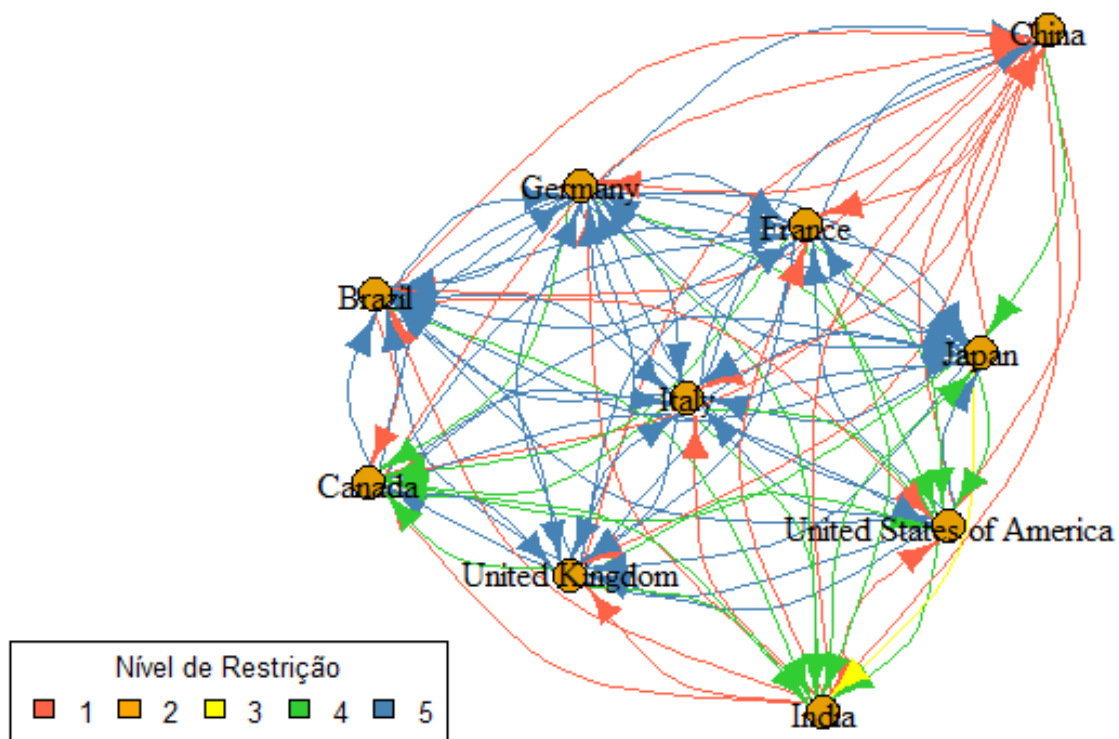 China
Germany
France
Brazil
Japan
Italy
Canada
United States of America
United Kingdom
India
Nível de Restrição
1 2 3 4 5